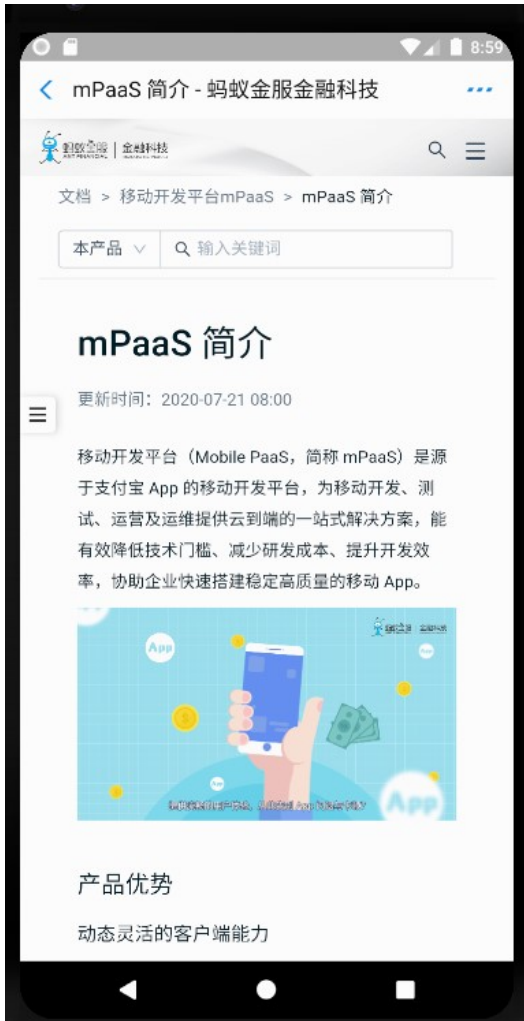 8:59
mPaaS 简介 - 蚂蚁金服金融科技
蚂蚁金服 | 金融科技
ANT FINANCIAL
文档 > 移动开发平台mPaaS > mPaaS 简介
本产品 输入关键词
mPaaS 简介
更新时间：2020-07-21 08:00
移动开发平台（Mobile PaaS，简称 mPaaS）是源
于支付宝 App 的移动开发平台，为移动开发、测
试、运营及运维提供云到端的一站式解决方案，能
有效降低技术门槛、减少研发成本、提升开发效
率，协助企业快速搭建稳定高质量的移动 App。
App
App
产品优势
动态灵活的客户端能力